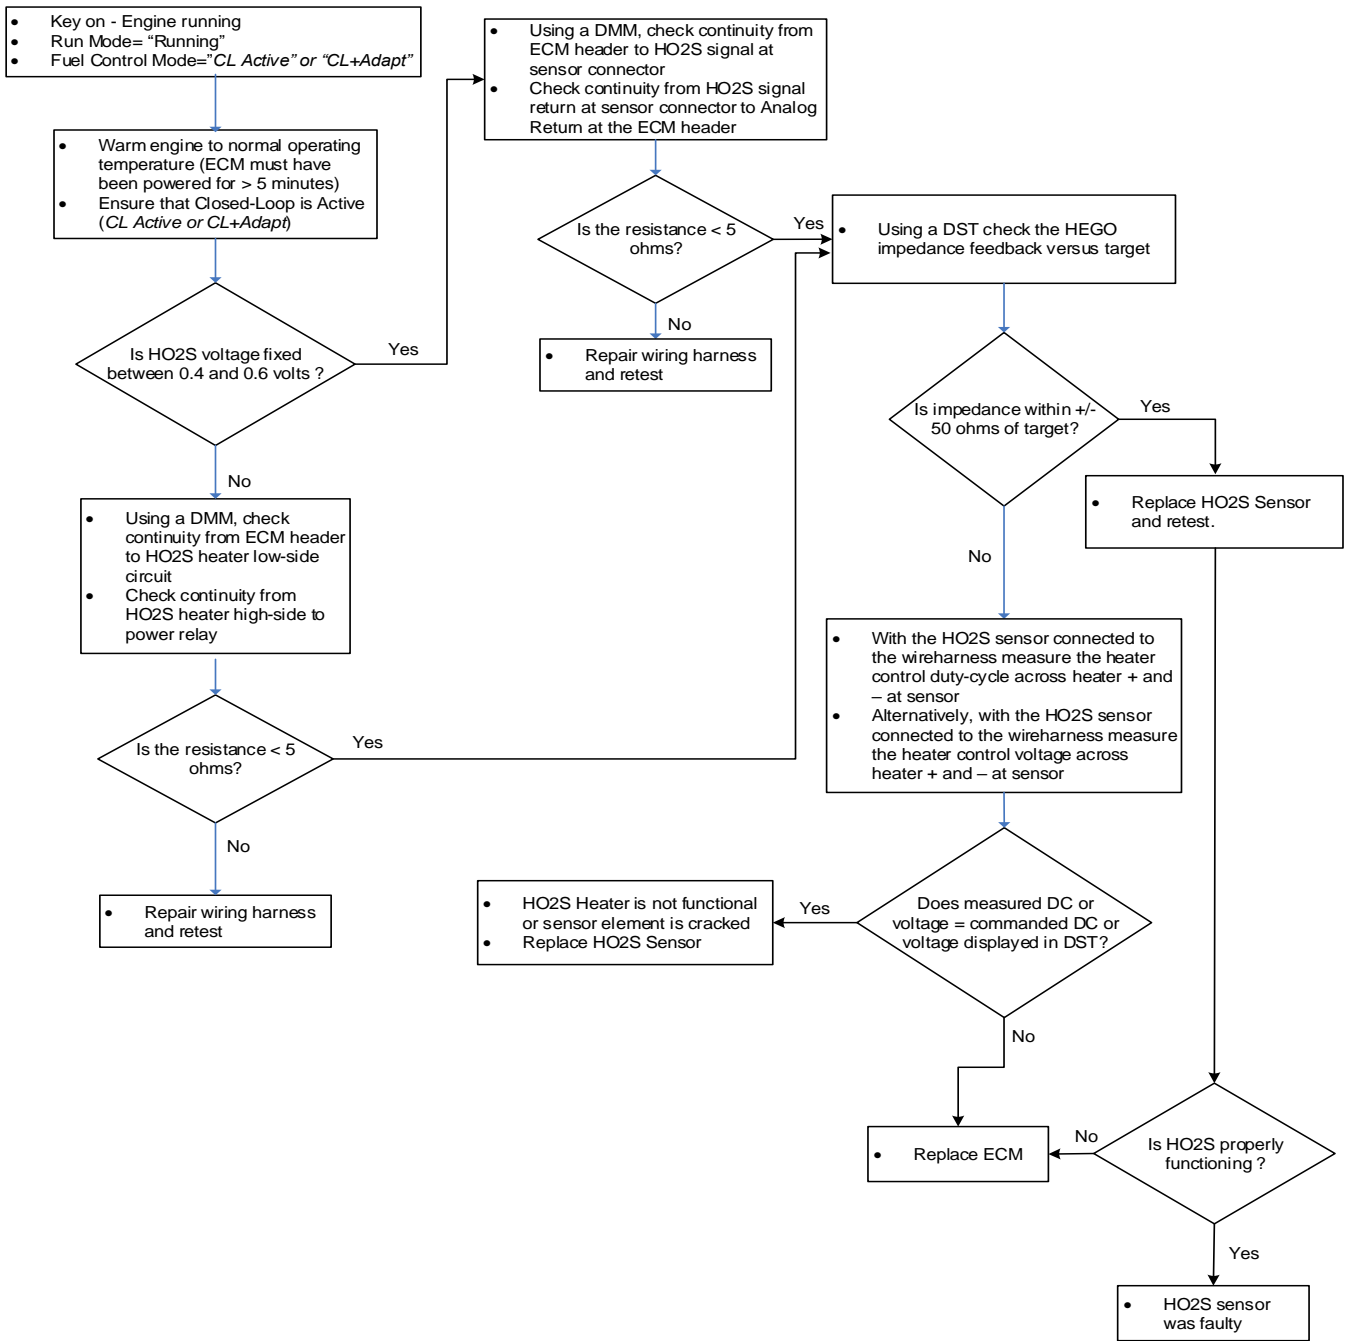 • Key on - Engine running
• Run Mode= “Running”
• Fuel Control Mode=”CL Active” or “CL+Adapt”
• Warm engine to normal operating
temperature (ECM must have
been powered for > 5 minutes)
• Ensure that Closed-Loop is Active
(CL Active or CL+Adapt)
Is HO2S voltage fixed
between 0.4 and 0.6 volts ?
Yes
No
• Using a DMM, check continuity from
ECM header to HO2S signal at
sensor connector
• Check continuity from HO2S signal
return at sensor connector to Analog
Return at the ECM header
Is the resistance < 5
ohms?
Yes
No
• Repair wiring harness
and retest
• Using a DMM, check
continuity from ECM header
to HO2S heater low-side
circuit
• Check continuity from
HO2S heater high-side to
power relay
Is the resistance < 5
ohms?
Yes
No
• Repair wiring harness
and retest
• Using a DST check the HEGO
impedance feedback versus target
Is impedance within +/-
50 ohms of target?
Yes
No
• Replace HO2S Sensor
and retest.
• With the HO2S sensor connected to
the wireharness measure the heater
control duty-cycle across heater + and
– at sensor
• Alternatively, with the HO2S sensor
connected to the wireharness measure
the heater control voltage across
heater + and – at sensor
Does measured DC or
voltage = commanded DC or
voltage displayed in DST?
Yes
No
• HO2S Heater is not functional
or sensor element is cracked
• Replace HO2S Sensor
• Replace ECM
Is HO2S properly
functioning ?
No
Yes
• HO2S sensor
was faulty